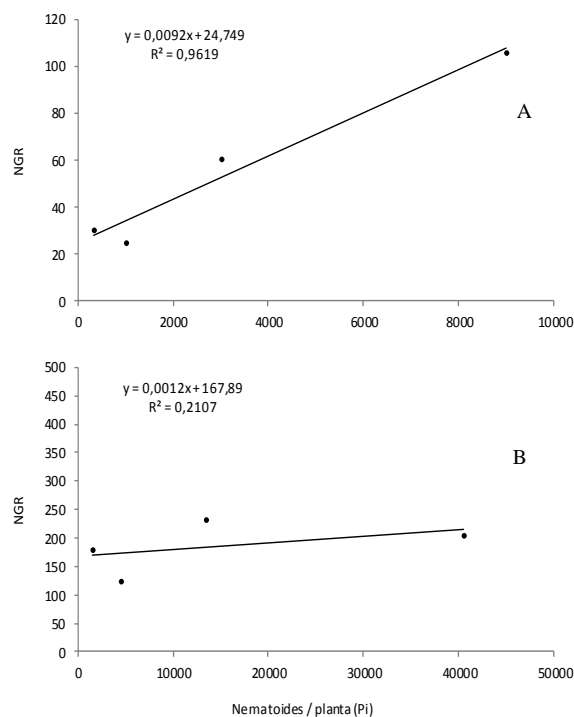 y = 0,0092x + 24,749
R² = 0,9619
120
100
80
60
40
20
0
NGR
A
0 2000 4000 6000 8000 10000
y = 0,0012x + 167,89
R² = 0,2107
500
450
400
350
300
250
200
150
100
50
0
NGR
B
0 10000 20000 30000 40000 50000
Nematoides / planta (Pi)